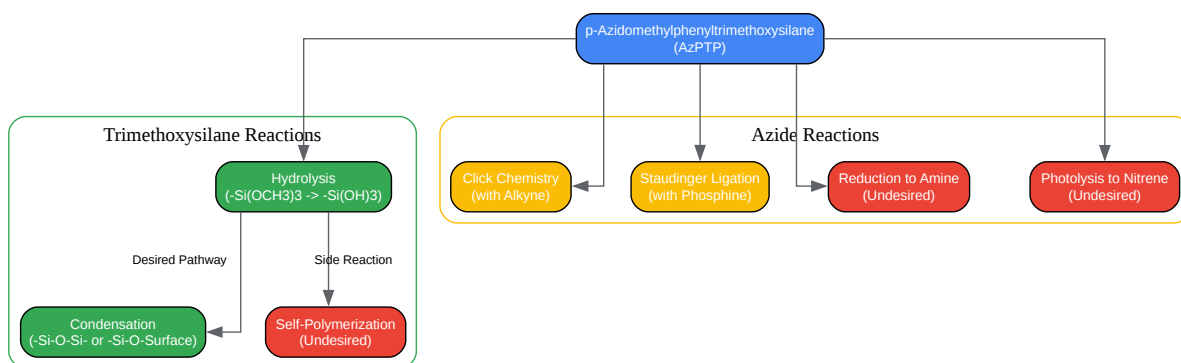 p-Azidomethylphenyltrimethoxysilane
(AzPTP)
Trimethoxysilane Reactions
Azide Reactions
Hydrolysis
(-Si(OCH3)3 -> -Si(OH)3)
Click Chemistry
(with Alkyne)
Staudinger Ligation
(with Phosphine)
Reduction to Amine
(Undesired)
Photolysis to Nitrene
(Undesired)
Desired Pathway
Side Reaction
Condensation
(-Si-O-Si- or -Si-O-Surface)
Self-Polymerization
(Undesired)